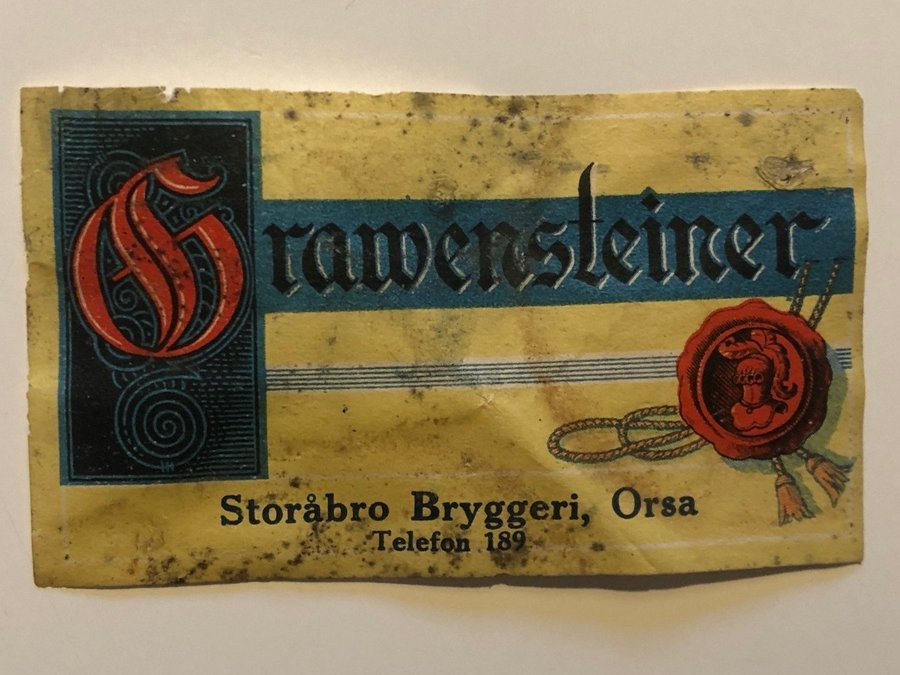 Grawensteiner
Storåbro Bryggeri, Orsa
Telefon 189